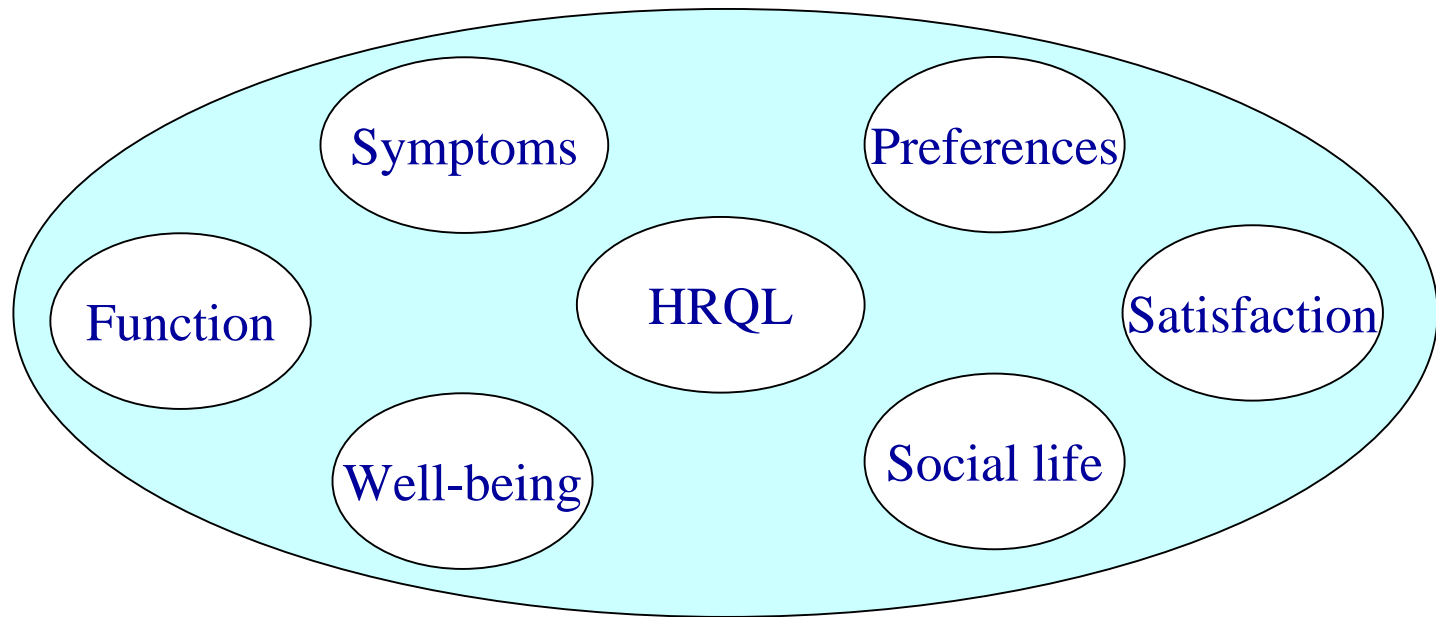 Symptoms
Preferences
Function
HRQL
Satisfaction
Well-being
Social life